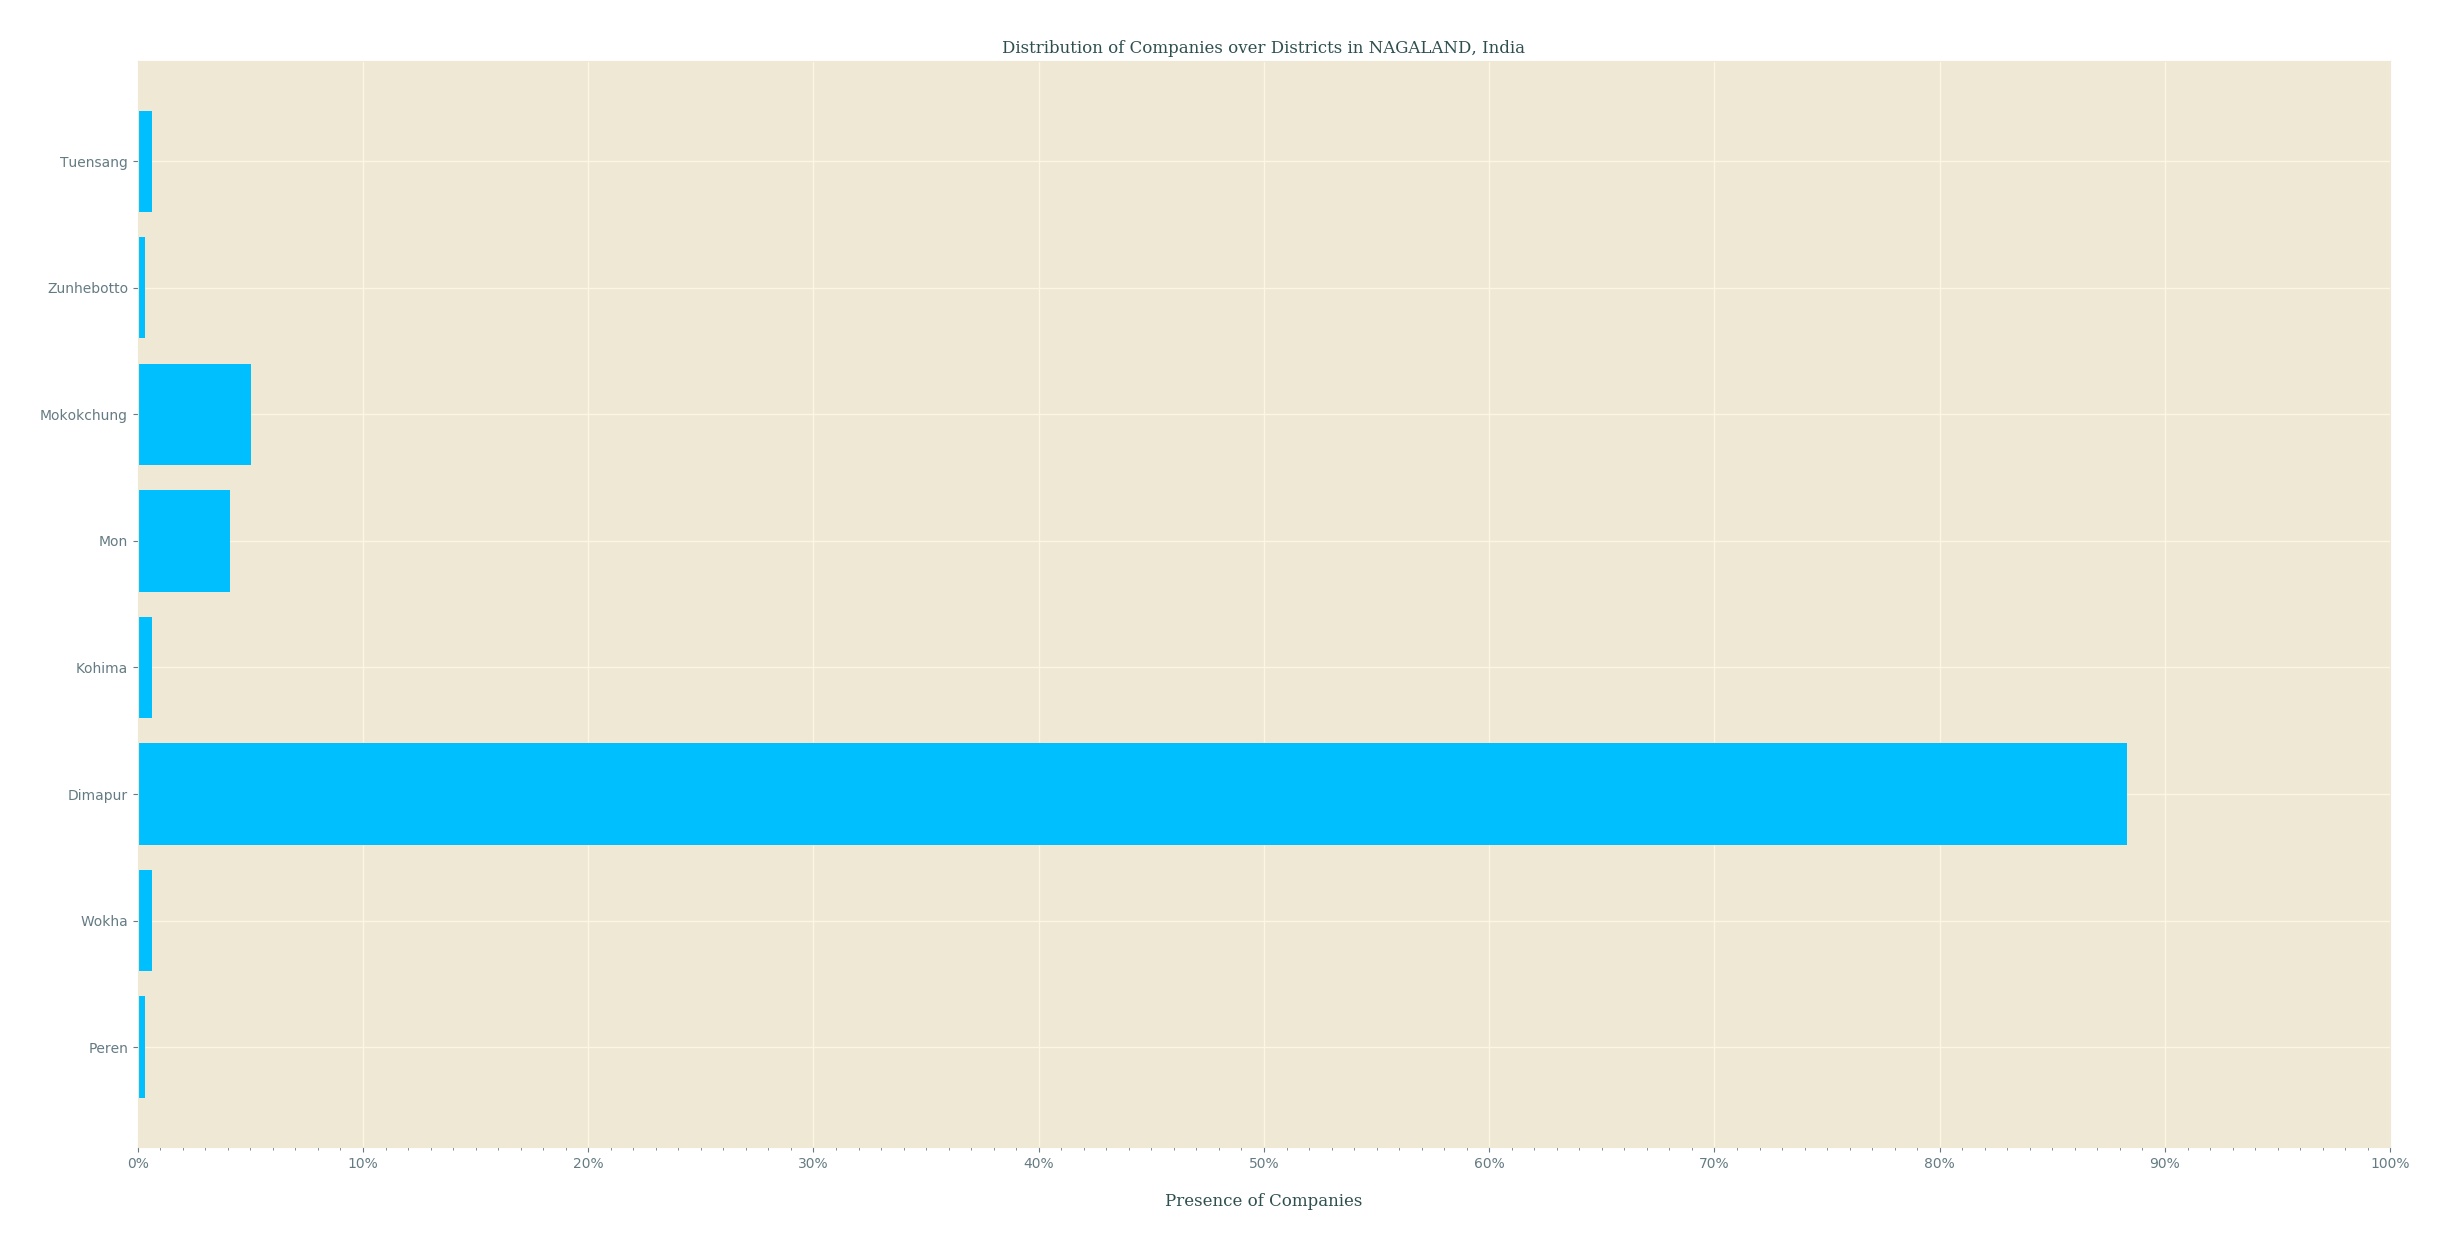 Distribution of Companies over Districts in NAGALAND, India
Tuensang
Zunhebotto
Mokokchung
Mon
Kohima
Dimapur
Wokha
Peren
0% 10% 20% 30% 40% 50% 60% 70% 80% 90% 100%
Presence of Companies